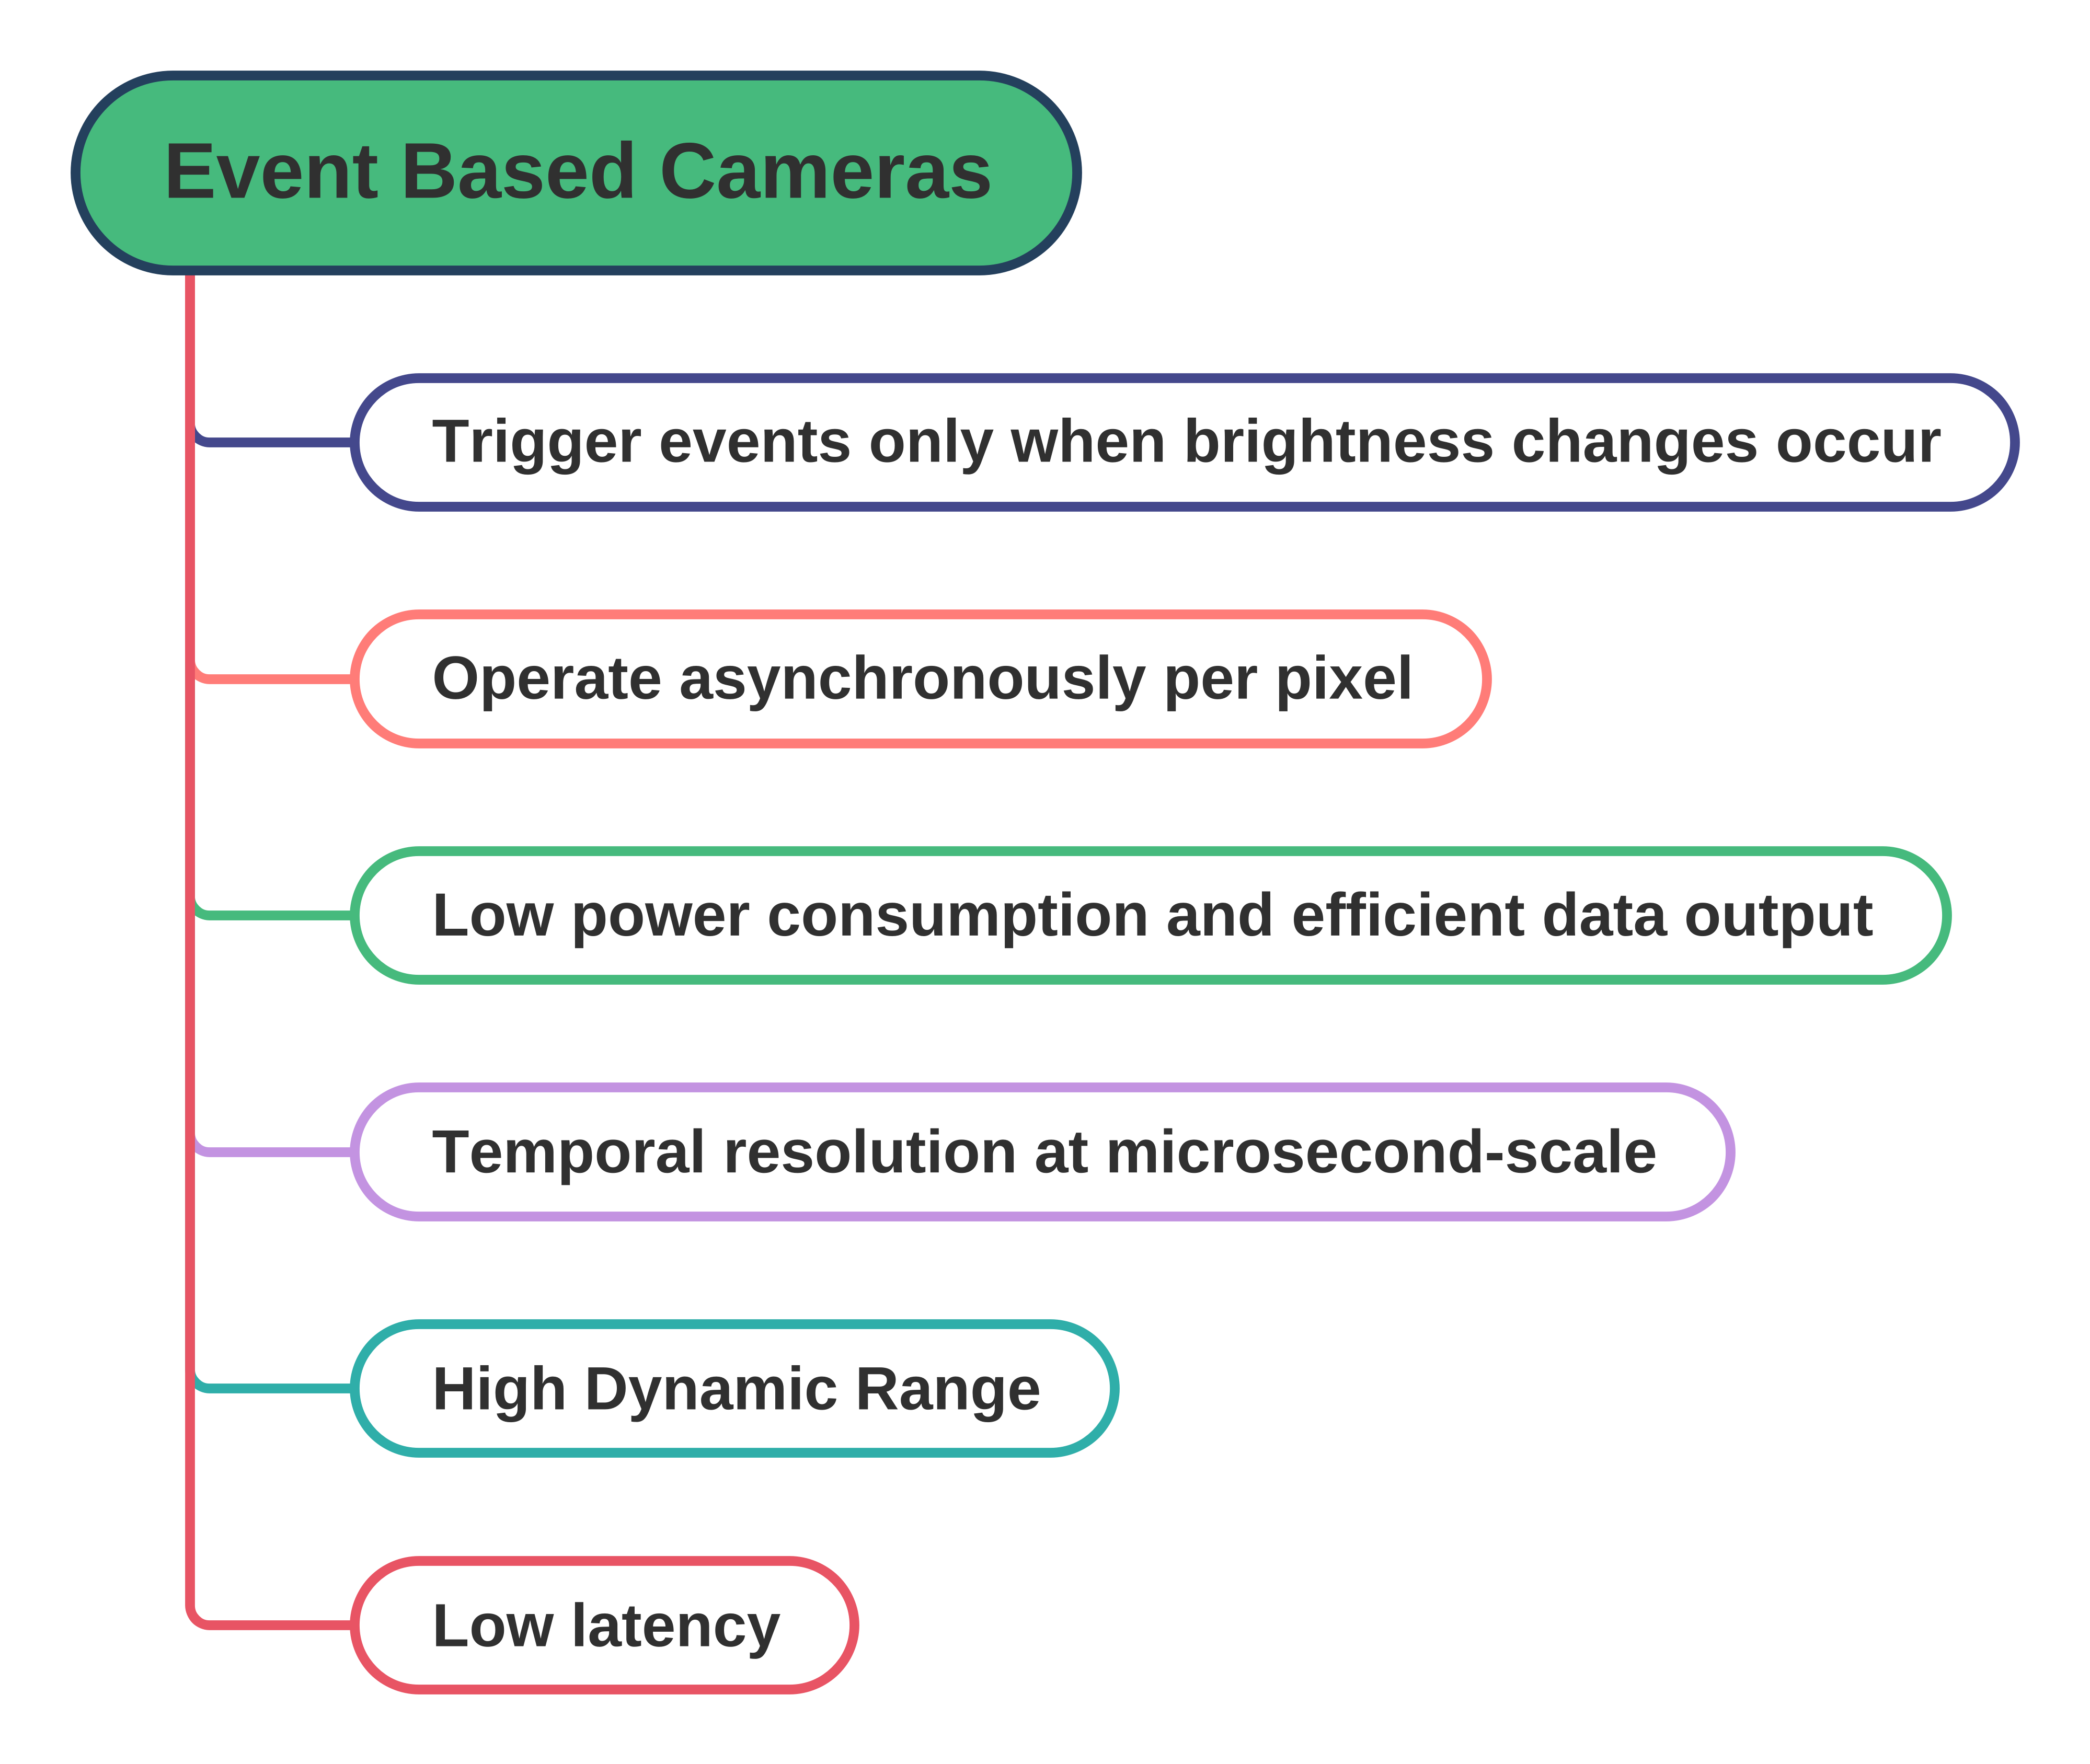 Event Based Cameras
Trigger events only when brightness changes occur
Operate asynchronously per pixel
Low power consumption and efficient data output
Temporal resolution at microsecond-scale
High Dynamic Range
Low latency